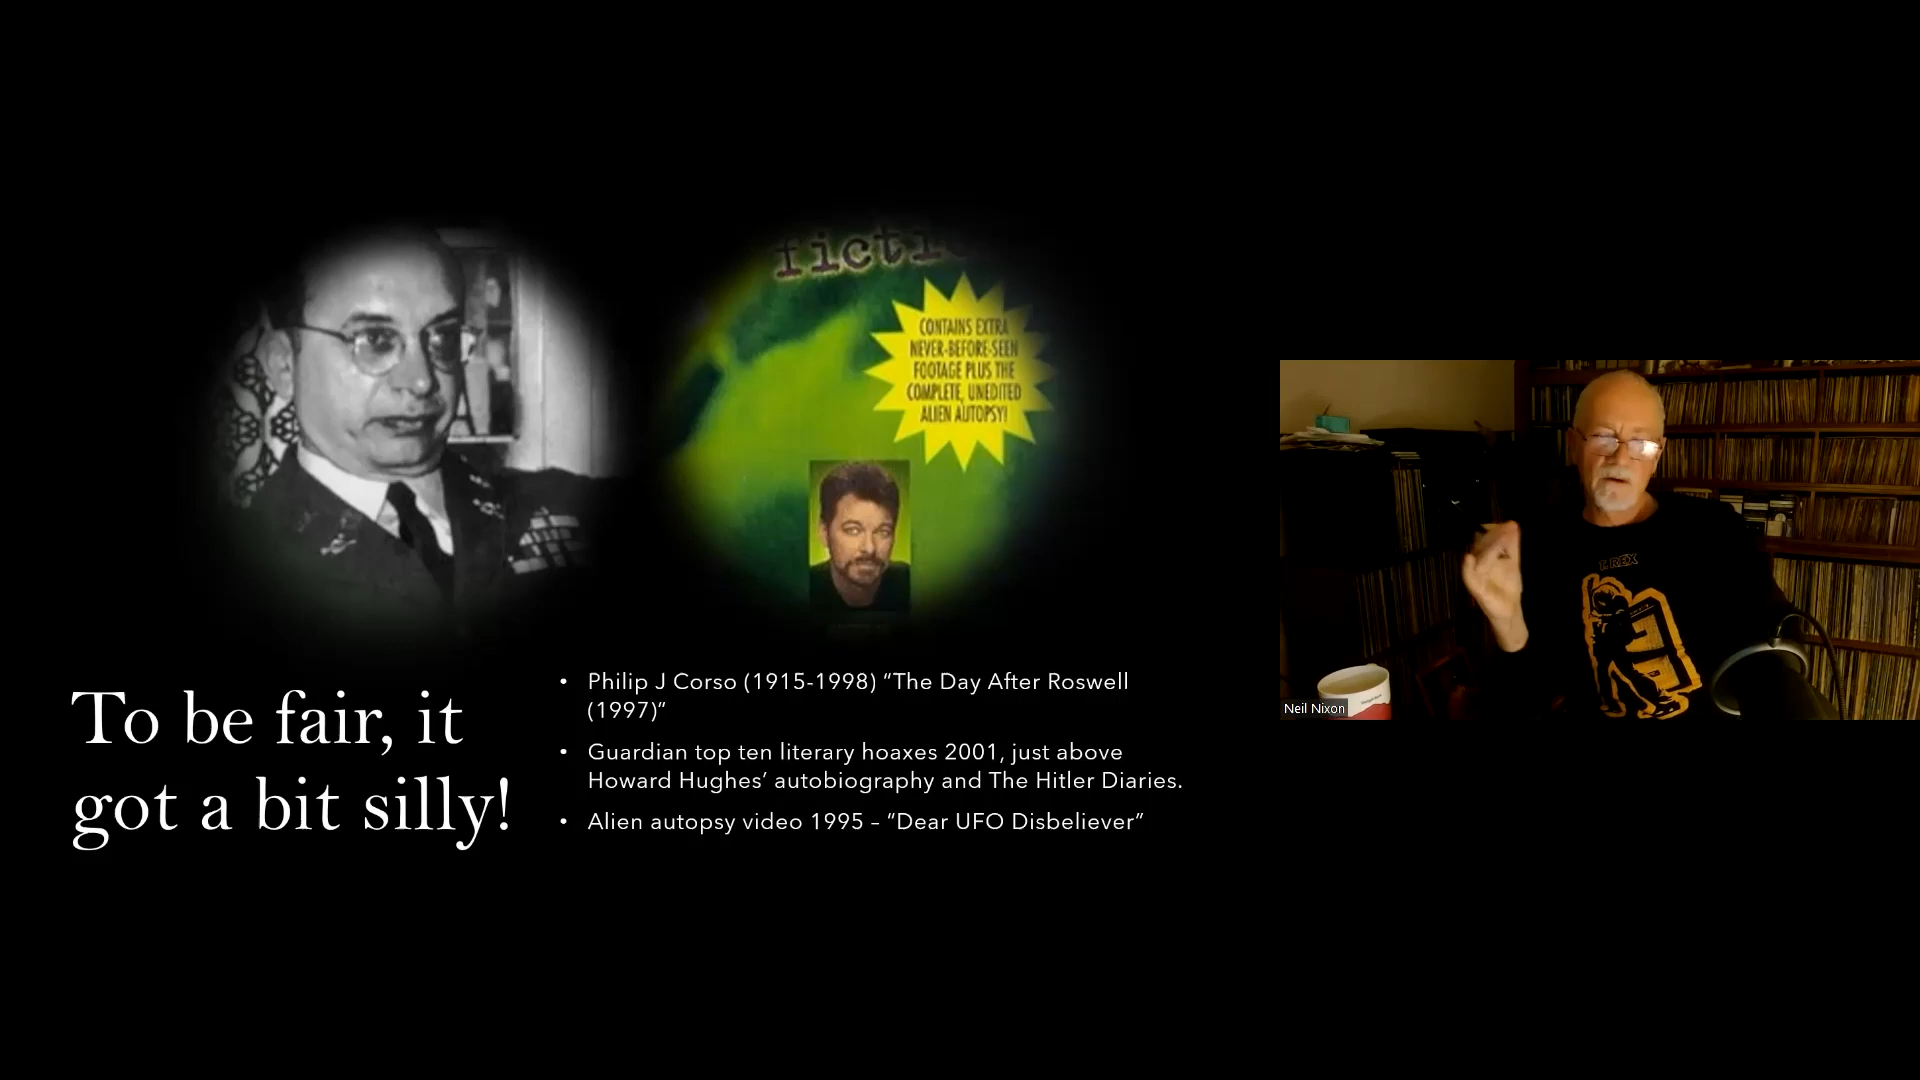 fictio
CONTAINS EXTRA
NEVER-BEFORE-SEEN
FOOTAGE PLUS THE
COMPLETE, UNEDITED
ALIEN AUTOPSY!
To be fair, it
got a bit silly!
• Philip J Corso (1915-1998) “The Day After Roswell
(1997)”
• Guardian top ten literary hoaxes 2001, just above
Howard Hughes’ autobiography and The Hitler Diaries.
• Alien autopsy video 1995 – “Dear UFO Disbeliever”
T. REX
Neil Nixon